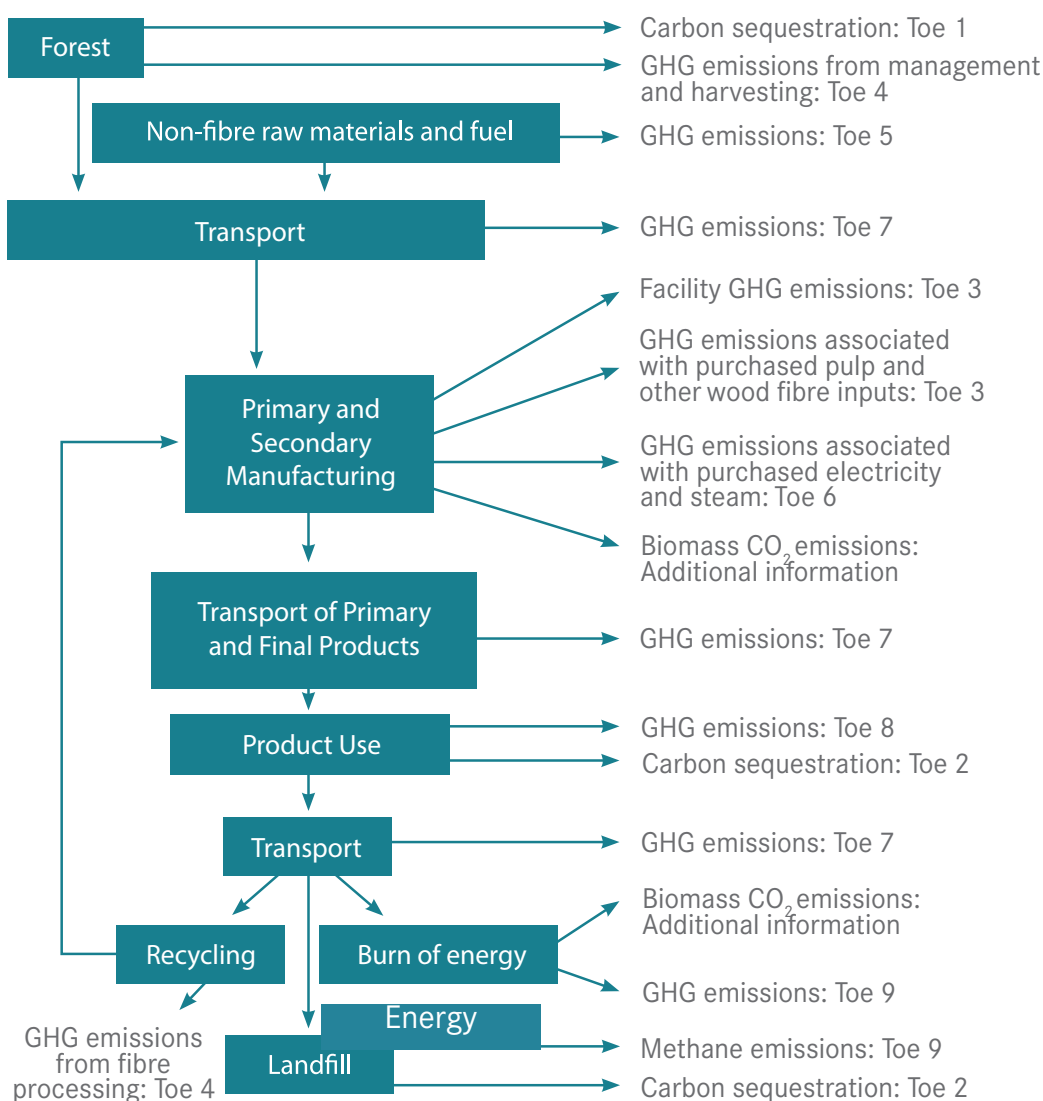 Forest
Carbon sequestration: Toe 1
GHG emissions from management
and harvesting: Toe 4
Non-fibre raw materials and fuel
GHG emissions: Toe 5
Transport
GHG emissions: Toe 7
Facility GHG emissions: Toe 3
GHG emissions associated
with purchased pulp and
other wood fibre inputs: Toe 3
Primary and
Secondary
Manufacturing
GHG emissions associated
with purchased electricity
and steam: Toe 6
Biomass CO₂ emissions:
Additional information
Transport of Primary
and Final Products
GHG emissions: Toe 7
Product Use
GHG emissions: Toe 8
Carbon sequestration: Toe 2
Transport
GHG emissions: Toe 7
Biomass CO₂ emissions:
Additional information
Recycling
Burn of energy
GHG emissions: Toe 9
GHG emissions
from fibre
processing: Toe 4
Energy
Landfill
Methane emissions: Toe 9
Carbon sequestration: Toe 2